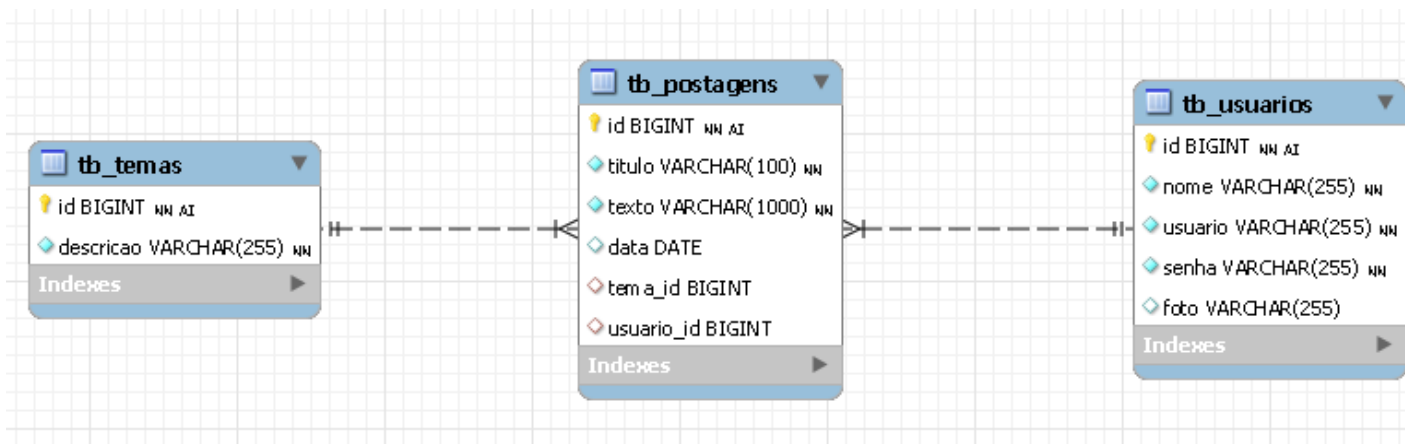 tb_temas
id BIGINT NN AI
descricao VARCHAR(255) NN
Indexes
tb_postagens
id BIGINT NN AI
titulo VARCHAR(100) NN
texto VARCHAR(1000) NN
data DATE
tema_id BIGINT
usuario_id BIGINT
Indexes
tb_usuarios
id BIGINT NN AI
nome VARCHAR(255) NN
usuario VARCHAR(255) NN
senha VARCHAR(255) NN
foto VARCHAR(255)
Indexes